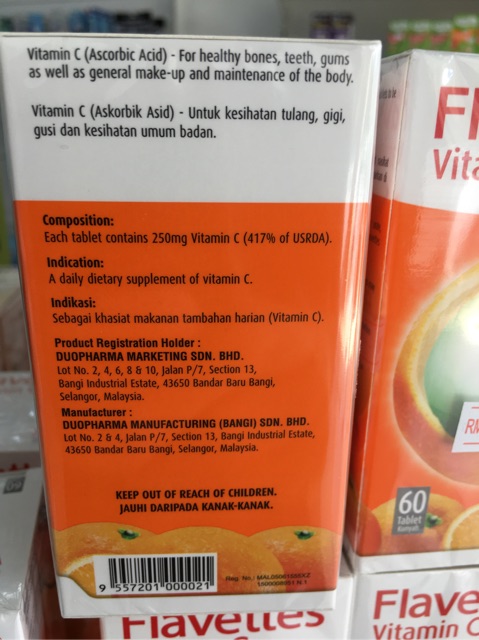 Vitamin C (Ascorbic Acid) - For healthy bones, teeth, gums
as well as general make-up and maintenance of the body.
Vitamin C (Askorbik Asid) - Untuk kesihatan tulang, gigi,
gusi dan kesihatan umum badan.
Composition:
Each tablet contains 250mg Vitamin C (417% of USRDA).
Indication:
A daily dietary supplement of vitamin C.
Indikasi:
Sebagai khasiat makanan tambahan harian (Vitamin C).
Product Registration Holder :
DUOPHARMA MARKETING SDN. BHD.
Lot No. 2, 4, 6, 8 & 10, Jalan P/7, Section 13,
Bangi Industrial Estate, 43650 Bandar Baru Bangi,
Selangor, Malaysia.
Manufacturer :
DUOPHARMA MANUFACTURING (BANGI) SDN. BHD.
Lot No. 2 & 4, Jalan P/7, Section 13, Bangi Industrial Estate,
43650 Bandar Baru Bangi, Selangor, Malaysia.
KEEP OUT OF REACH OF CHILDREN.
JAUHI DARIPADA KANAK-KANAK.
9 557201 000021
Reg. No.:
60
Tablet
Kunyah
RM
Flavettes
Flave
Vitamin C